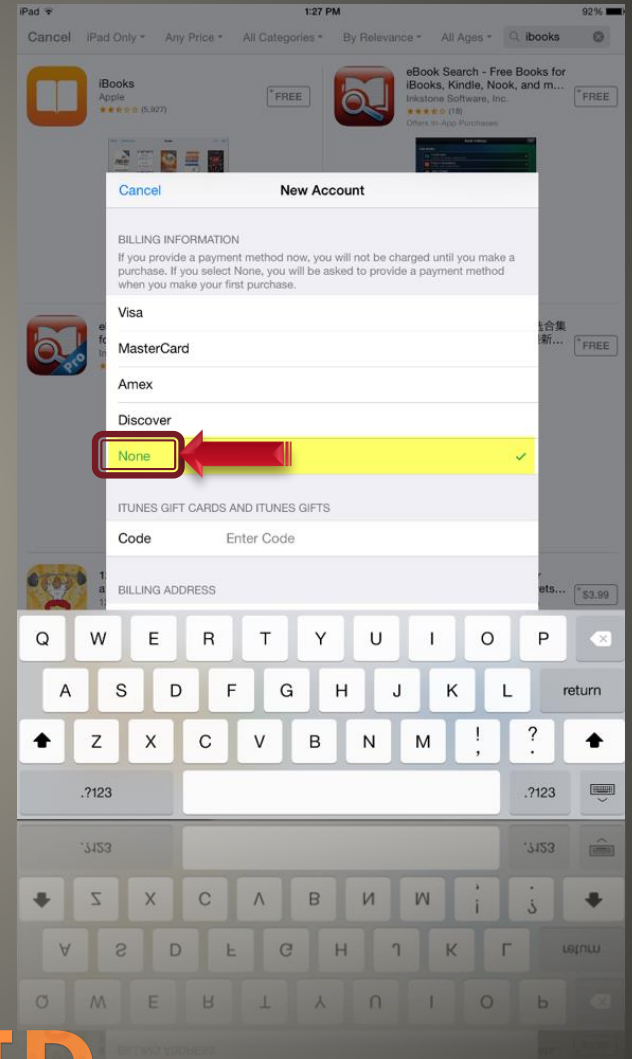 iPad 1:27 PM 92%
Cancel iPad Only All Categories Any Price By Relevance All Ages ibooks
iBooks
Apple
(5,927)
FREE
eBook Search - Free Books for
iBooks, Kindle, Nook, and m...
Inkstone Software, Inc.
(18)
Offers In-App Purchases
FREE
Cancel New Account
BILLING INFORMATION
If you provide a payment method now, you will not be charged until you make a
purchase. If you select None, you will be asked to provide a payment method
when you make your first purchase.
Visa
MasterCard
Amex
Discover
None
Pro
FREE
ITUNES GIFT CARDS AND ITUNES GIFTS
Code Enter Code
BILLING ADDRESS
$3.99
Q W E R T Y U I O P
A S D F G H J K L return
Z X C V B N M ! , ? .
.?123 .?123